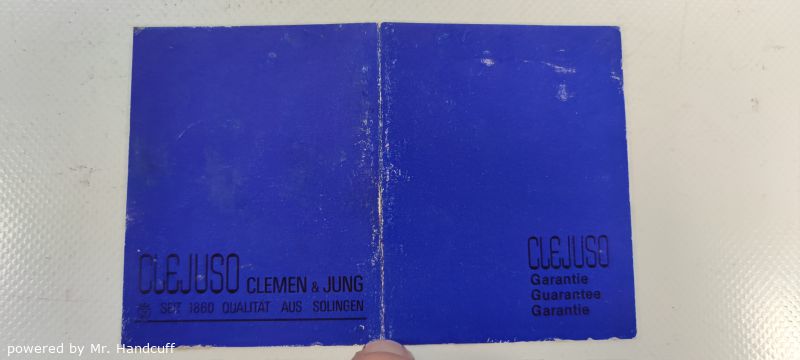 CLEJUSO CLEMEN & JUNG
SEIT 1860 QUALITÄT AUS SOLINGEN
CLEJUSO
Garantie
Guarantee
Garantie
powered by Mr. Handcuff